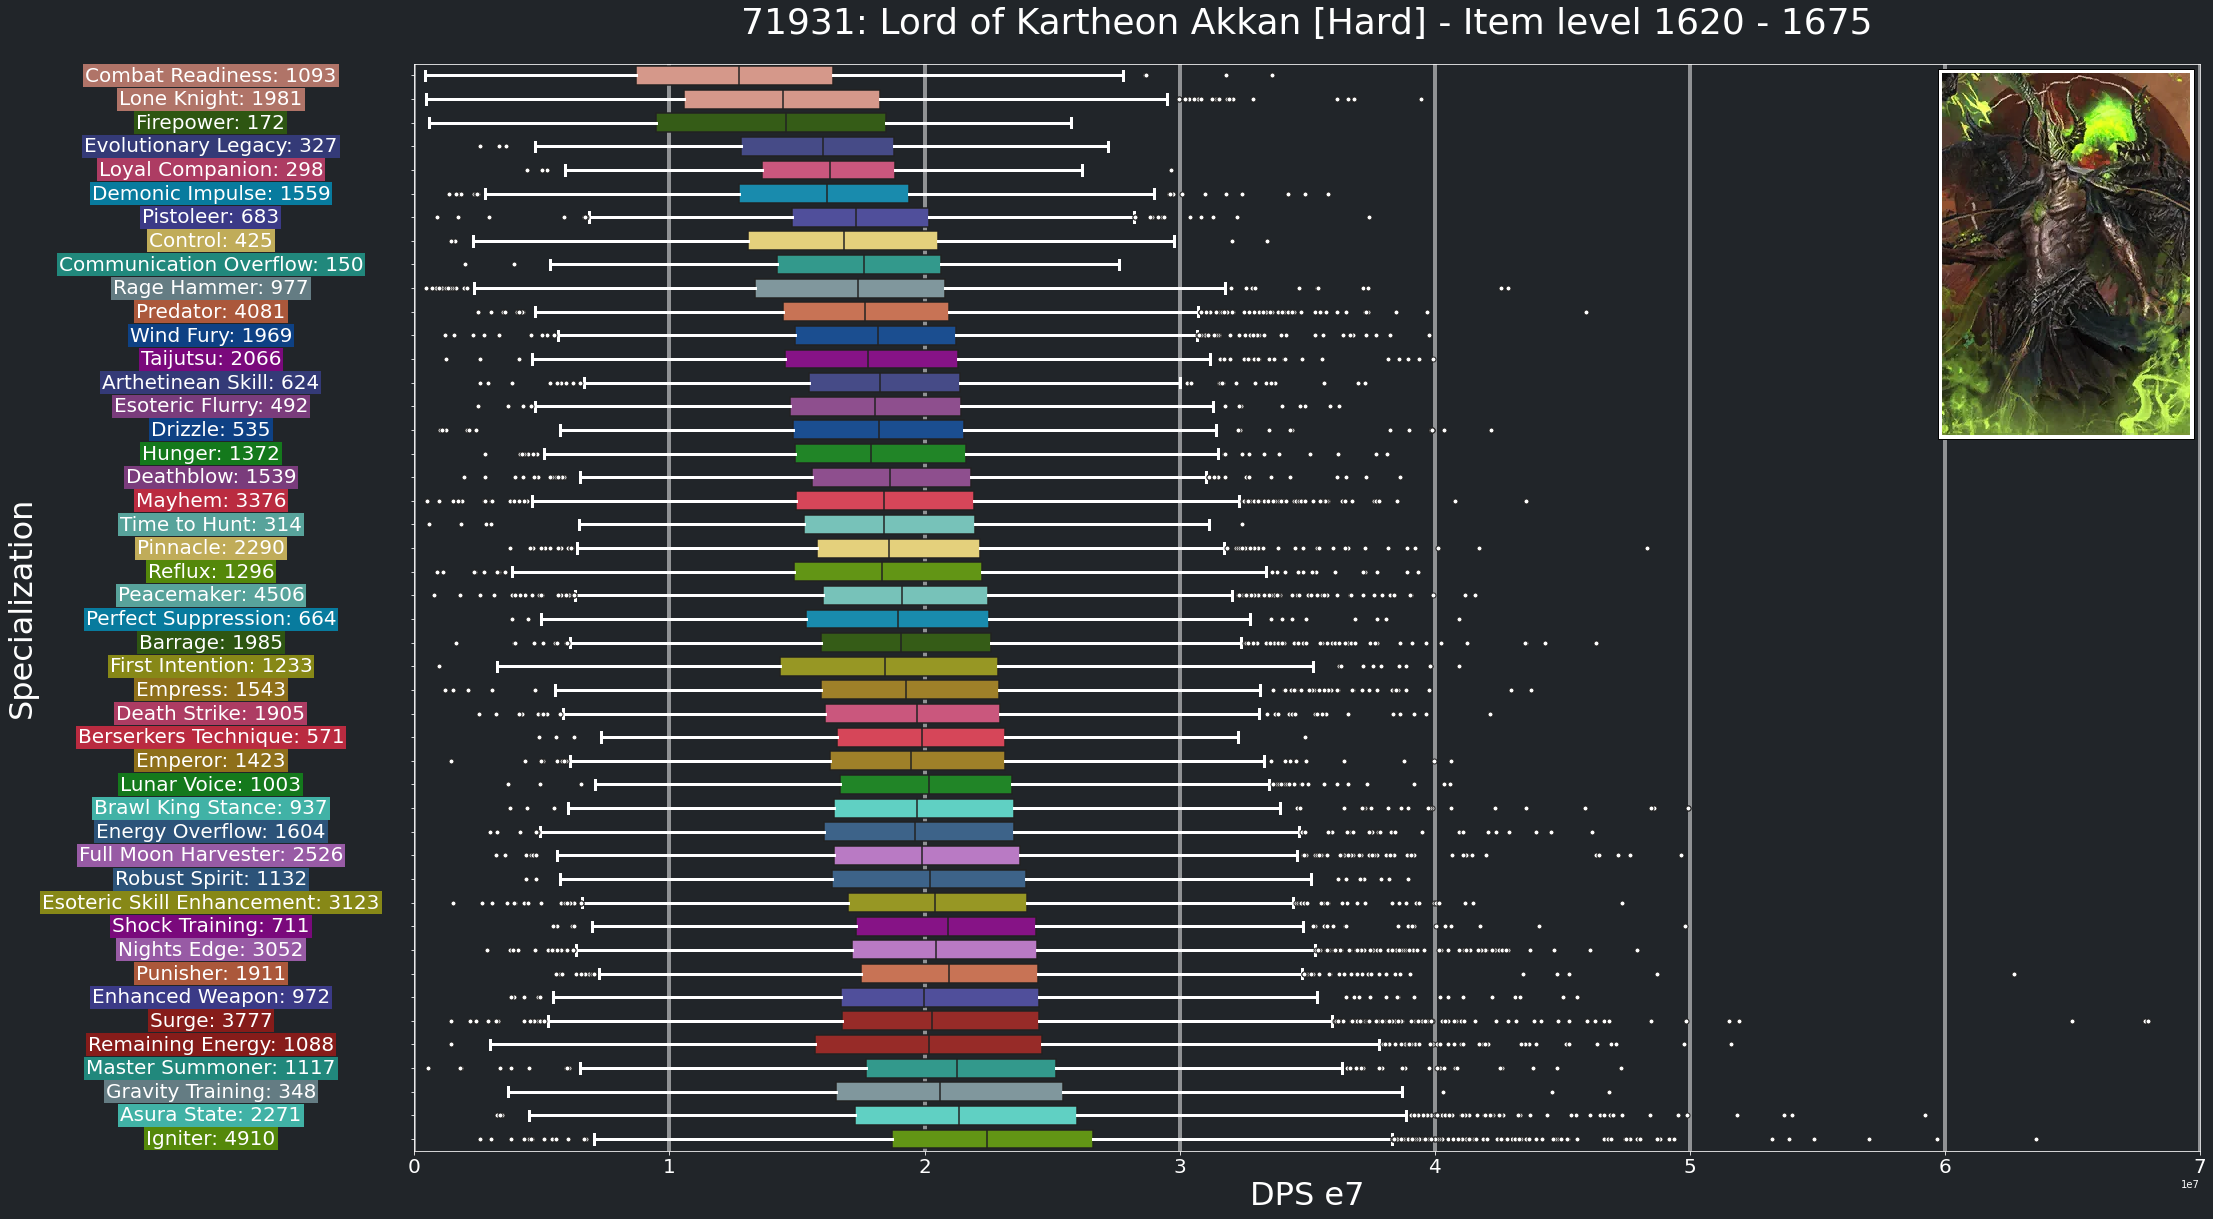 71931: Lord of Kartheon Akkan [Hard] - Item level 1620 - 1675
Combat Readiness: 1093
Lone Knight: 1981
Firepower: 172
Evolutionary Legacy: 327
Loyal Companion: 298
Demonic Impulse: 1559
Pistoleer: 683
Control: 425
Communication Overflow: 150
Rage Hammer: 977
Predator: 4081
Wind Fury: 1969
Taijutsu: 2066
Arthetinean Skill: 624
Esoteric Flurry: 492
Drizzle: 535
Hunger: 1372
Deathblow: 1539
Mayhem: 3376
Time to Hunt: 314
Pinnacle: 2290
Reflux: 1296
Peacemaker: 4506
Perfect Suppression: 664
Barrage: 1985
First Intention: 1233
Empress: 1543
Death Strike: 1905
Berserkers Technique: 571
Emperor: 1423
Lunar Voice: 1003
Brawl King Stance: 937
Energy Overflow: 1604
Full Moon Harvester: 2526
Robust Spirit: 1132
Esoteric Skill Enhancement: 3123
Shock Training: 711
Nights Edge: 3052
Punisher: 1911
Enhanced Weapon: 972
Surge: 3777
Remaining Energy: 1088
Master Summoner: 1117
Gravity Training: 348
Asura State: 2271
Igniter: 4910
Specialization
0 1 2 3 4 5 6 7
1e7
DPS e7